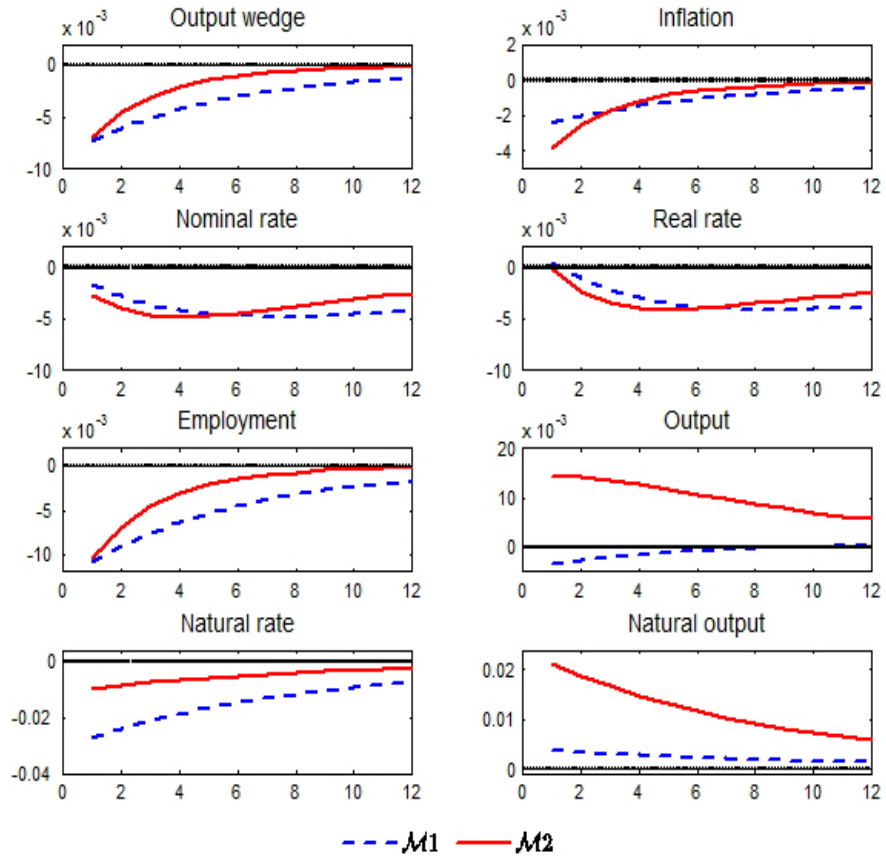 Output wedge
x 10^-3
0
-5
-10
0 2 4 6 8 10 12
Inflation
x 10^-3
2
0
-2
-4
0 2 4 6 8 10 12
Nominal rate
x 10^-3
0
-5
-10
0 2 4 6 8 10 12
Real rate
x 10^-3
0
-5
-10
0 2 4 6 8 10 12
Employment
x 10^-3
0
-5
-10
0 2 4 6 8 10 12
Output
x 10^-3
20
10
0
0 2 4 6 8 10 12
Natural rate
0
-0.02
-0.04
0 2 4 6 8 10 12
Natural output
0.02
0.01
0
0 2 4 6 8 10 12
ℳ1 ℳ2